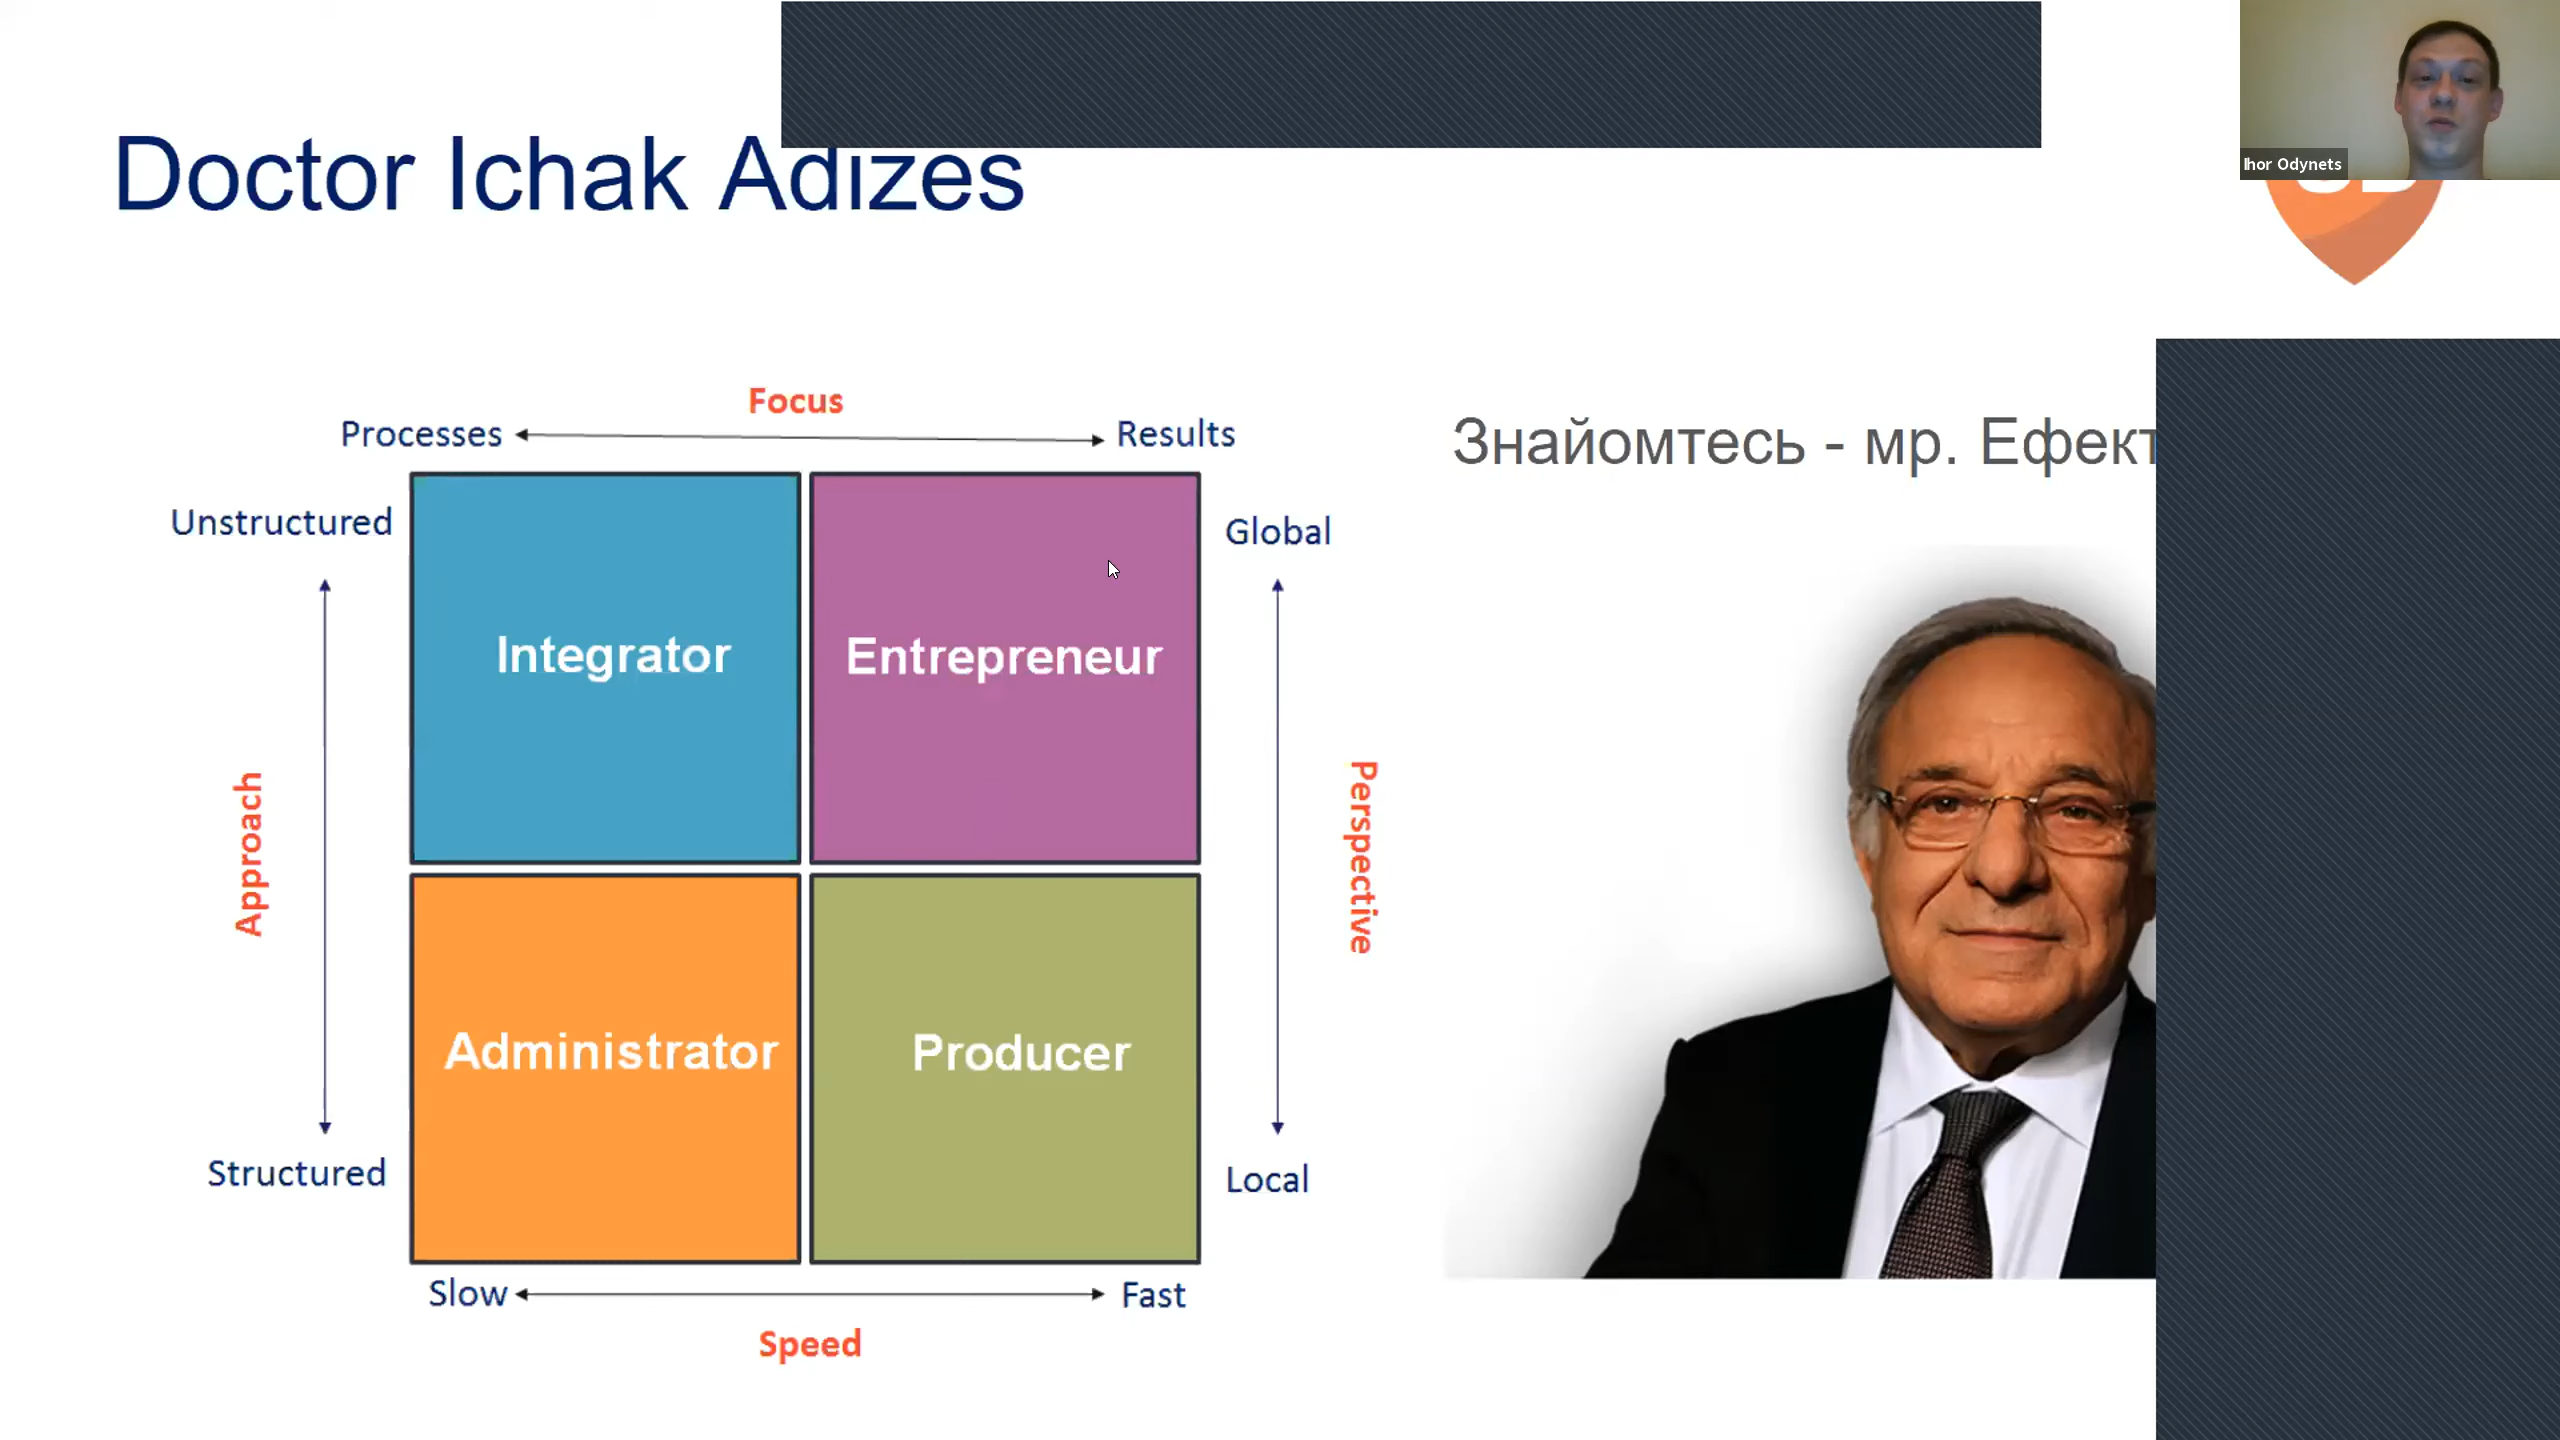 Doctor Ichak Adizes
Ihor Odynets
Focus
Processes
Results
Знайомтесь - мр.
Unstructured
Global
Integrator
Entrepreneur
Approach
Perspective
Administrator
Producer
Structured
Local
Slow
Fast
Speed